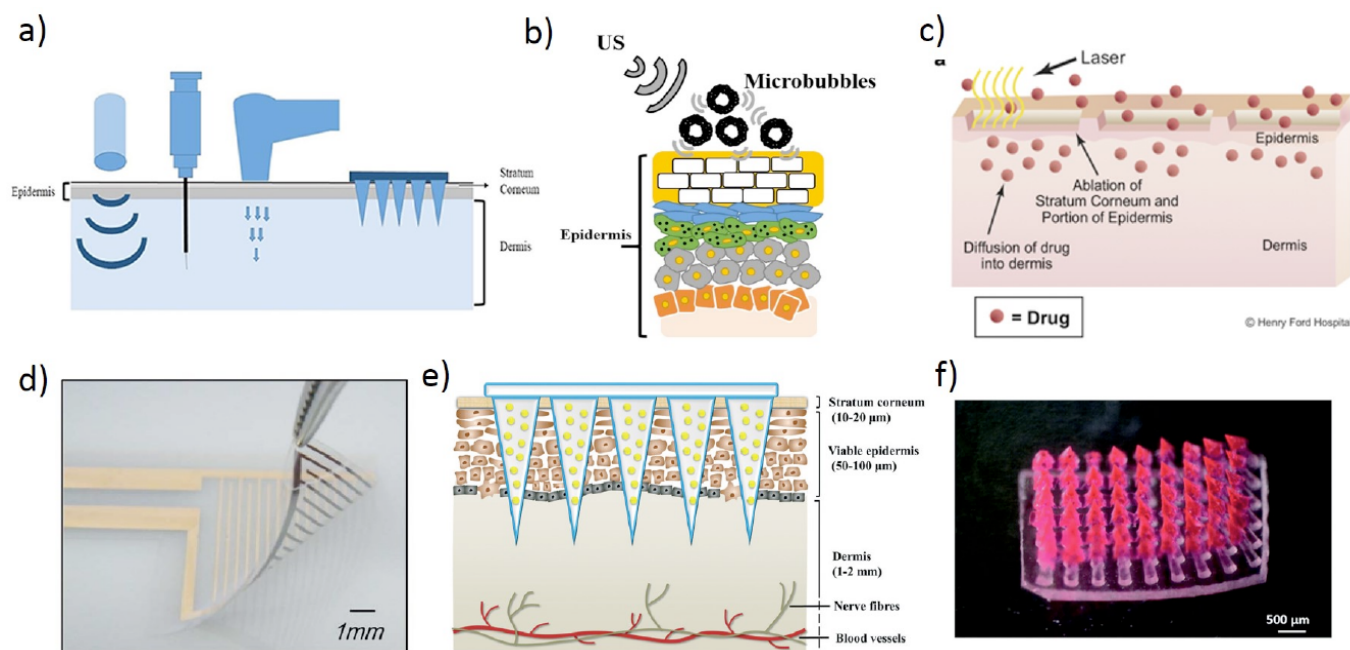 a)
Epidermis
Stratum
Corneum
Dermis
b)
US
Microbubbles
Epidermis
c)
a
Laser
Epidermis
Ablation of
Stratum Corneum and
Portion of Epidermis
Diffusion of drug
into dermis
Dermis
= Drug
© Henry Ford Hospital
d)
1mm
e)
Stratum corneum
(10-20 μm)
Viable epidermis
(50-100 μm)
Dermis
(1-2 mm)
Nerve fibres
Blood vessels
f)
500 μm